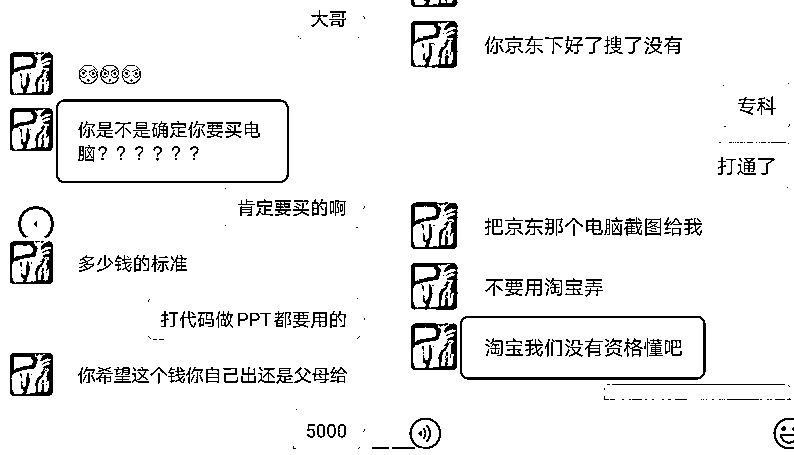 大哥
你是不是确定你要买电
脑？？？？？？
肯定要买的啊
多少钱的标准
打代码做PPT都要用的
你希望这个钱你自己出还是父母给
5000
你京东下好了搜了没有
专科
打通了
把京东那个电脑截图给我
不要用淘宝弄
淘宝我们没有资格懂吧